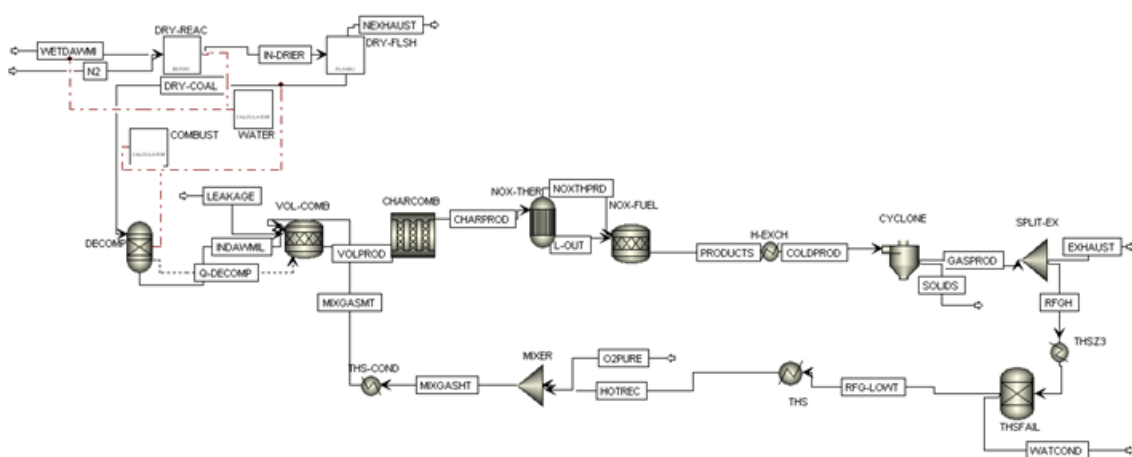 NEXHAUST
DRY-REAC
WETDAWMI
IN-DRIER
DRY-FLSH
N2
DRY-COAL
CALCULATOR
WATER
COMBUST
CALCULATOR
LEAKAGE
VOL-COMB
CHARCOMB
NOX-THER
NOXTHPRD
NOX-FUEL
CHARPROD
CYCLONE
SPLIT-EX
DECOMP
INDAWMIL
VOLPROD
L-OUT
H-EXCH
EXHAUST
PRODUCTS
COLDPROD
GASPROD
Q-DECOMP
SOLIDS
RFGH
MIXGASMT
THSZ3
MIXER
O2PURE
THS-COND
MIXGASHT
HOTREC
THS
RFG-LOWT
THSFAIL
WATCOND